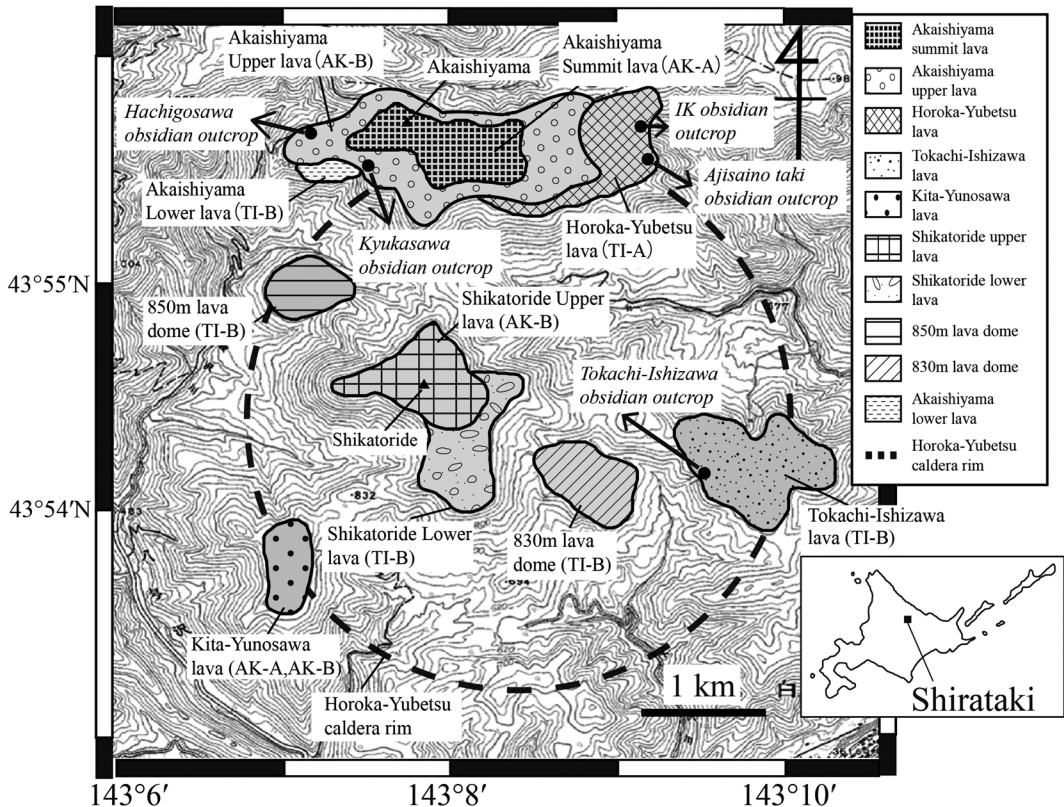 Akaishiyama
Upper lava (AK-B)
Akaishiyama
Akaishiyama
Summit lava (AK-A)
Hachigosawa
obsidian outcrop
IK obsidian
outcrop
Akaishiyama
Lower lava (TI-B)
Ajisaino taki
obsidian outcrop
Kyukasawa
obsidian outcrop
Horoka-Yubetsu
lava (TI-A)
43°55′N
850m lava
dome (TI-B)
Shikatoride Upper
lava (AK-B)
Tokachi-Ishizawa
obsidian outcrop
Shikatoride
43°54′N
·832
Shikatoride Lower
lava (TI-B)
830m lava
dome (TI-B)
Tokachi-Ishizawa
lava (TI-B)
·694
Kita-Yunosawa
lava (AK-A,AK-B)
Horoka-Yubetsu
caldera rim
1 km
白
143°6′
143°8′
143°10′
Akaishiyama
summit lava
Akaishiyama
upper lava
Horoka-Yubetsu
lava
Tokachi-Ishizawa
lava
Kita-Yunosawa
lava
Shikatoride upper
lava
Shikatoride lower
lava
850m lava dome
830m lava dome
Akaishiyama
lower lava
Horoka-Yubetsu
caldera rim
Shirataki